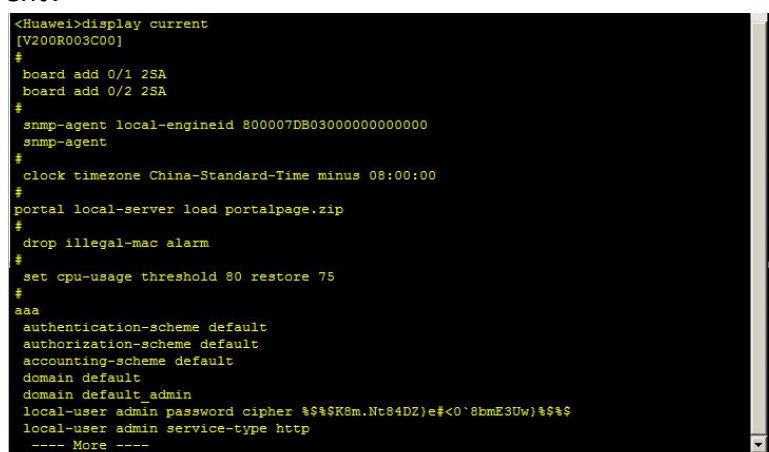 <Huawei>display current
[V200R003C00]
#
board add 0/1 2SA
board add 0/2 2SA
#
snmp-agent local-engineid 800007DB03000000000000
snmp-agent
#
clock timezone China-Standard-Time minus 08:00:00
#
portal local-server load portalpage.zip
#
drop illegal-mac alarm
#
set cpu-usage threshold 80 restore 75
#
aaa
authentication-scheme default
authorization-scheme default
accounting-scheme default
domain default
domain default_admin
local-user admin password cipher %$%$K8m.Nt84DZ}e#<0`8bmE3Uw}%$%$
local-user admin service-type http
---- More ----